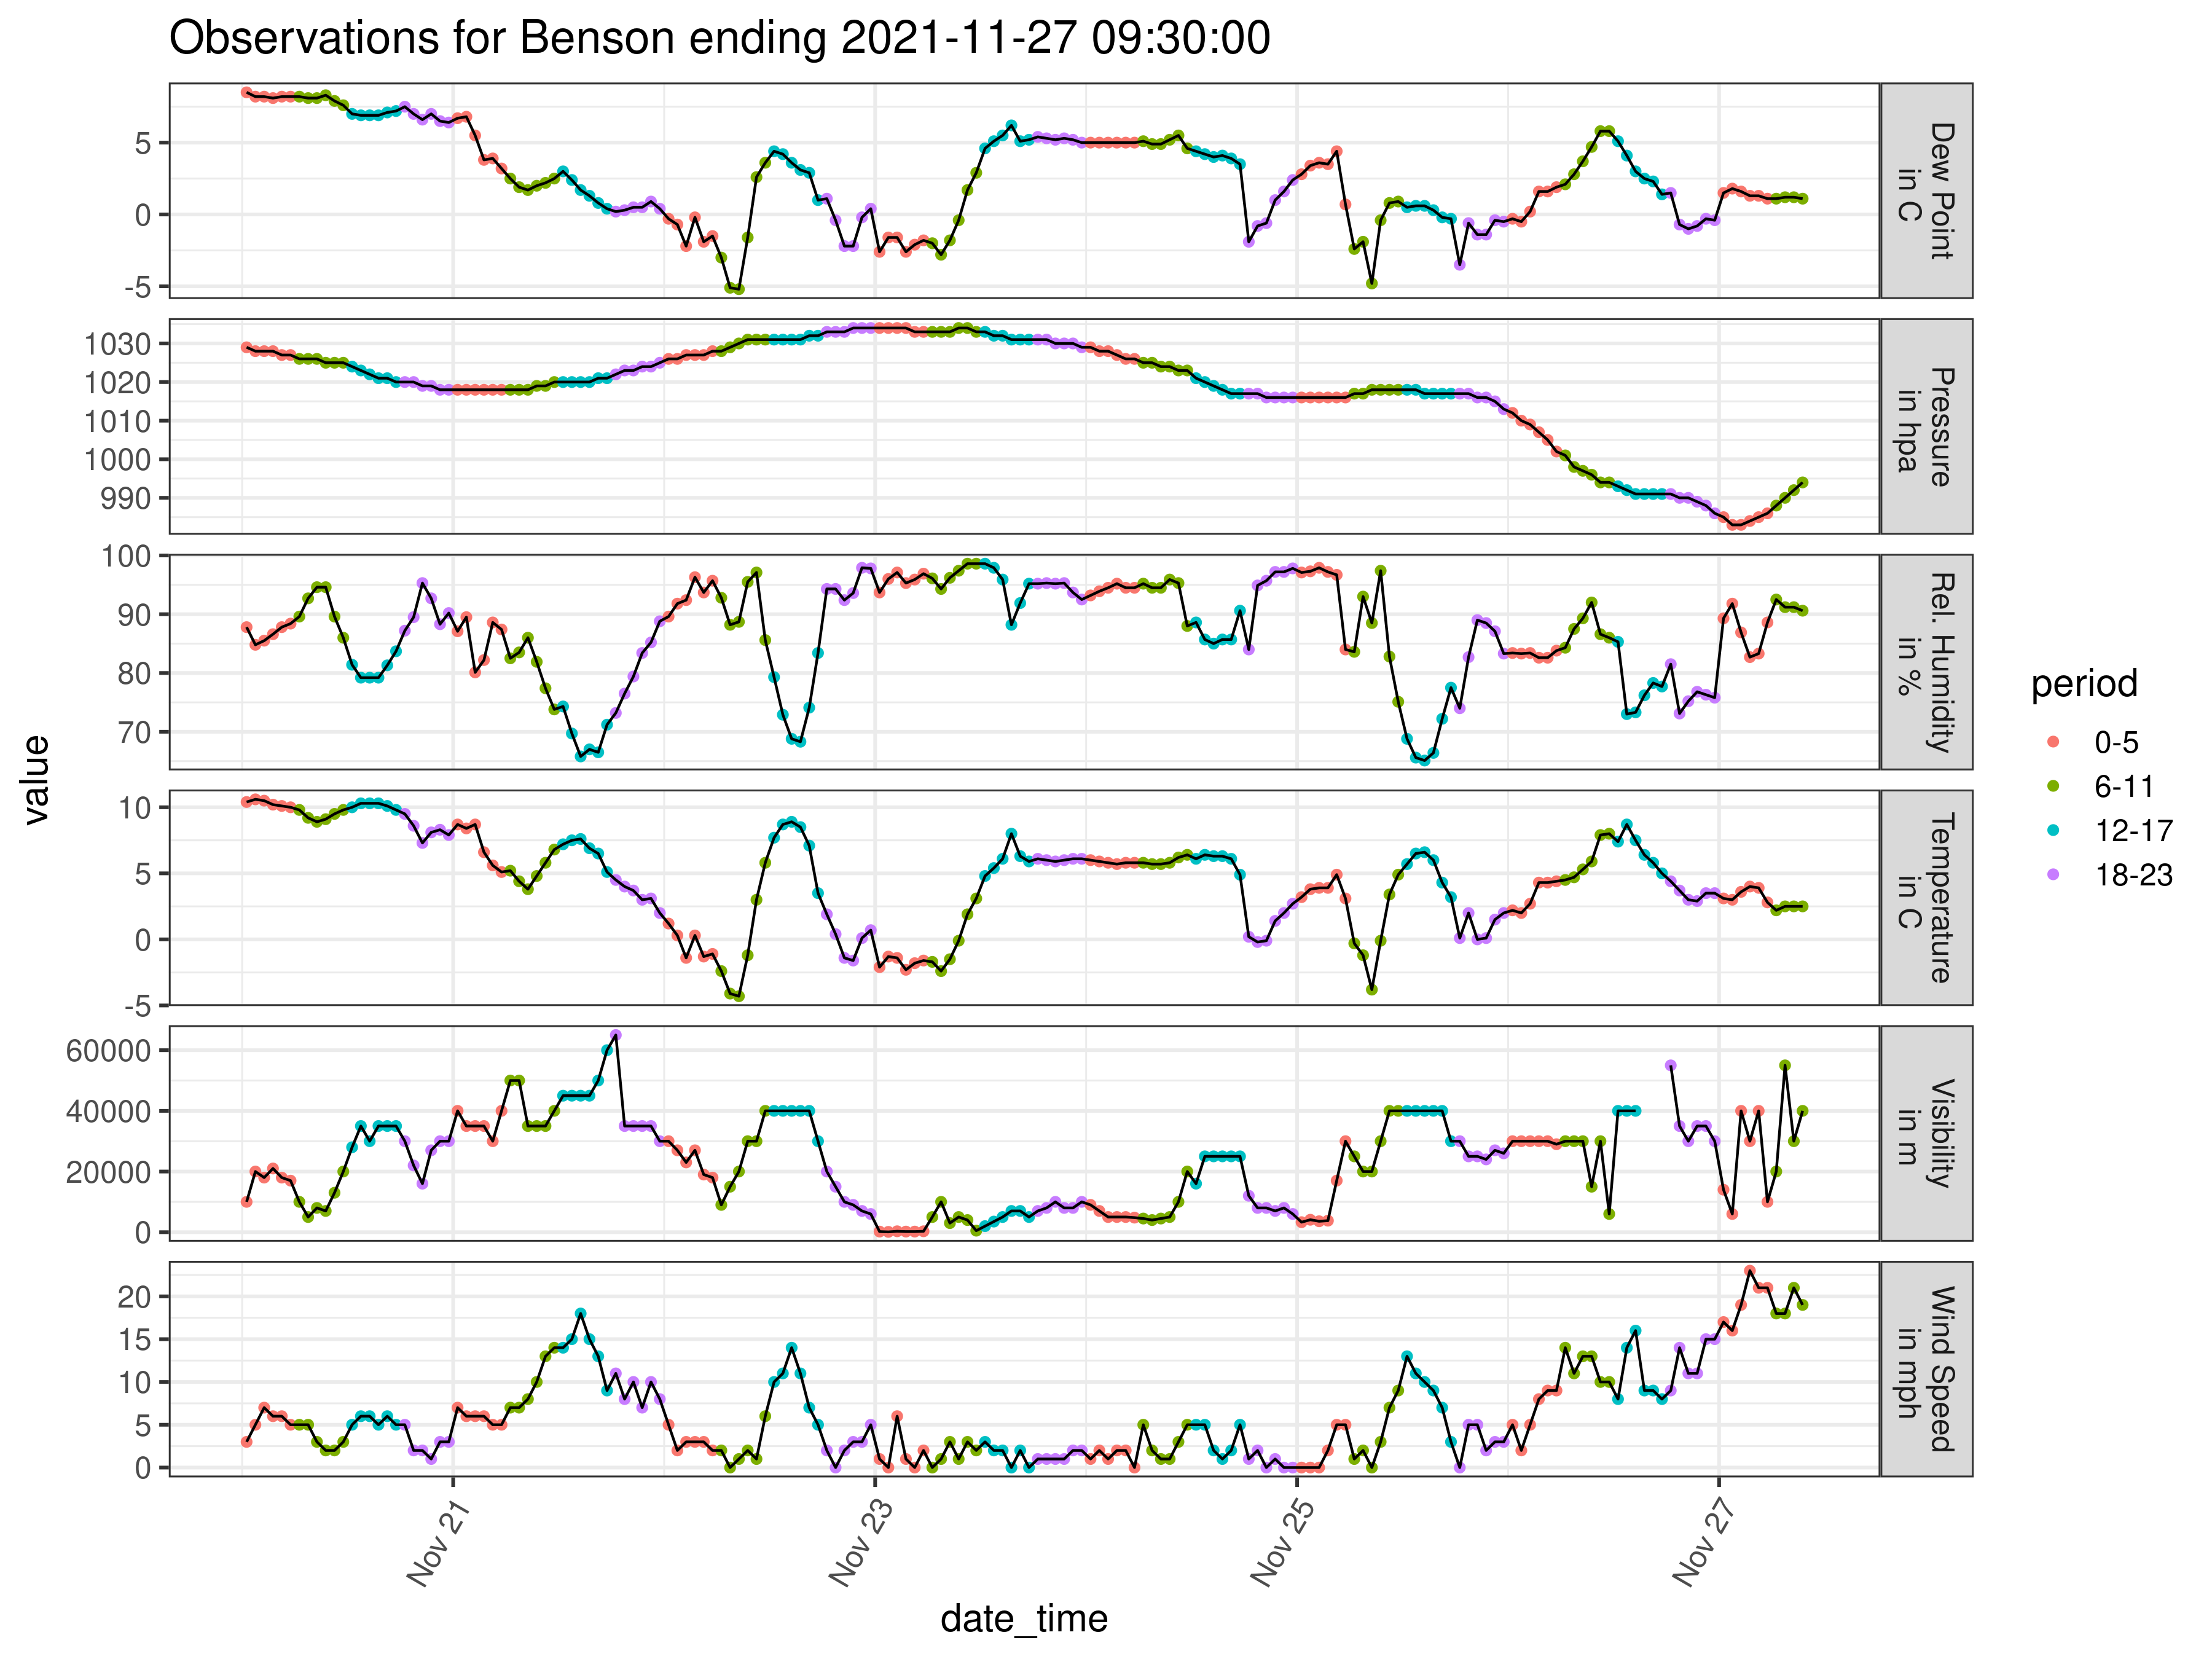 Observations for Benson ending 2021-11-27 09:30:00
value
5
0
-5
Dew Point
in C
1030
1020
1010
1000
990
Pressure
in hpa
100
90
80
70
Rel. Humidity
in %
10
5
0
-5
Temperature
in C
60000
40000
20000
0
Visibility
in m
20
15
10
5
0
Wind Speed
in mph
Nov 21
Nov 23
Nov 25
Nov 27
date_time
period
0-5
6-11
12-17
18-23